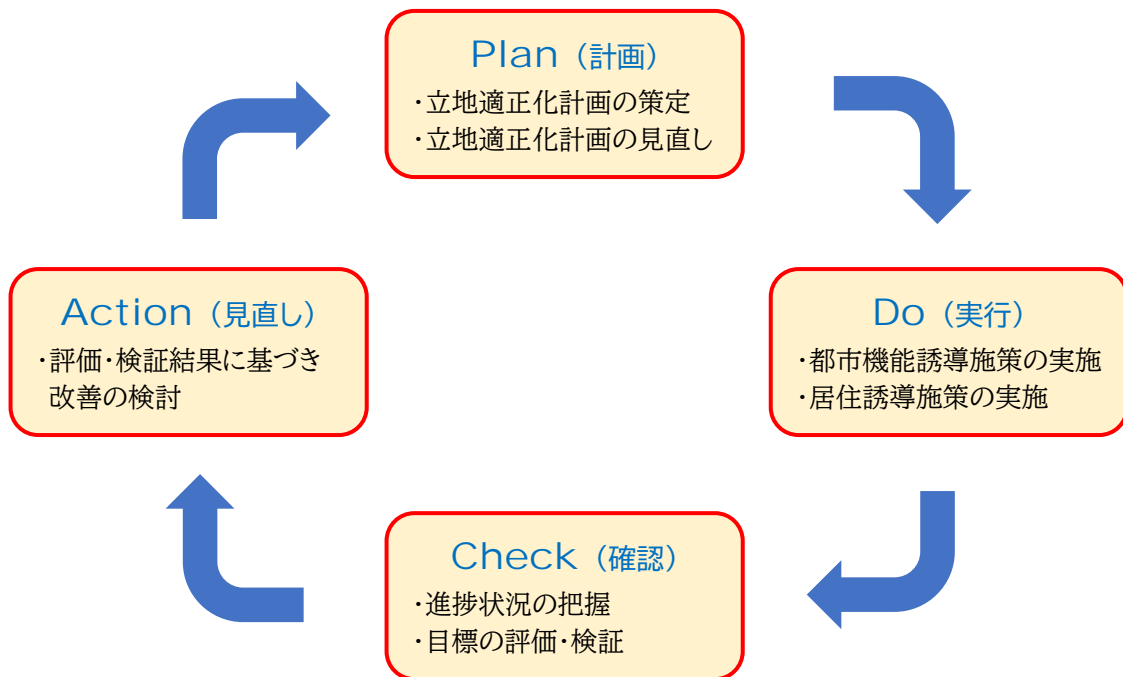 Plan（計画）
・立地適正化計画の策定
・立地適正化計画の見直し
Do（実行）
・都市機能誘導施策の実施
・居住誘導施策の実施
Check（確認）
・進捗状況の把握
・目標の評価・検証
Action（見直し）
・評価・検証結果に基づき
改善の検討